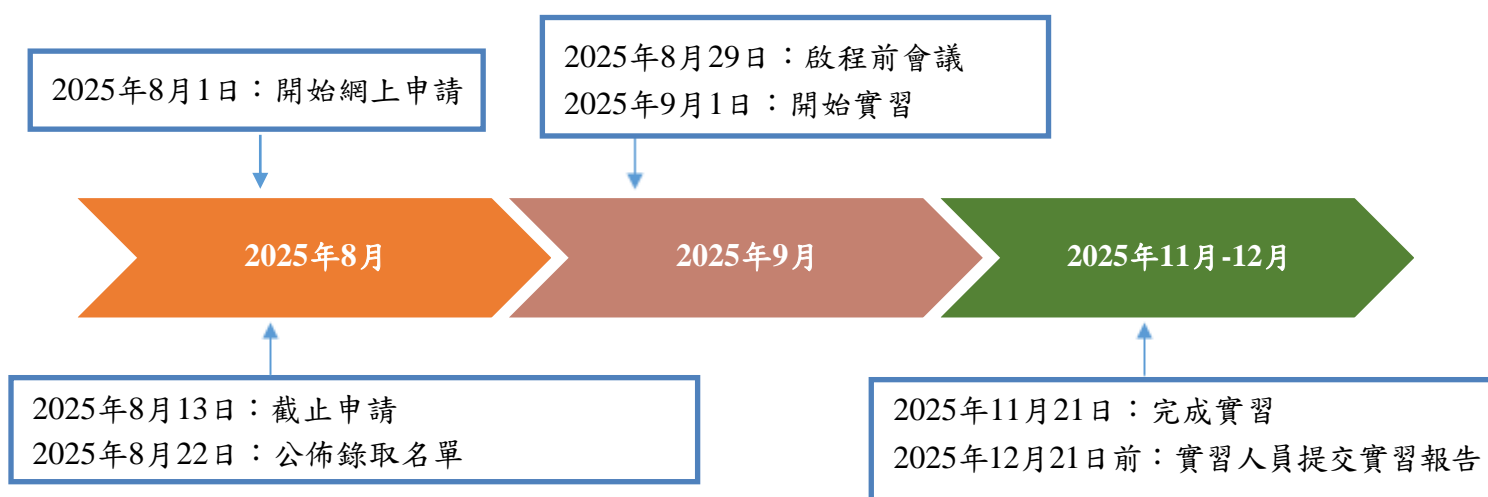 2025年8月1日：開始網上申請
2025年8月29日：啟程前會議
2025年9月1日：開始實習
2025年8月
2025年9月
2025年11月-12月
2025年8月13日：截止申請
2025年8月22日：公佈錄取名單
2025年11月21日：完成實習
2025年12月21日前：實習人員提交實習報告